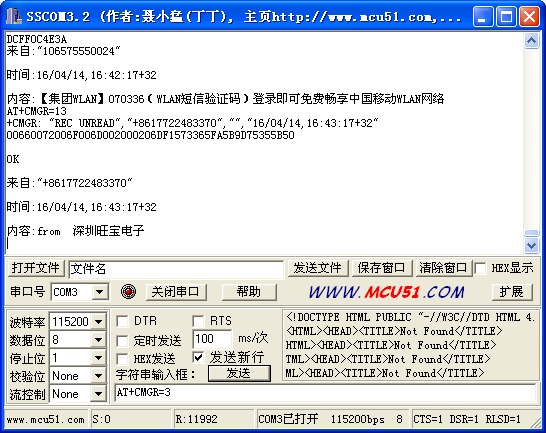 SSCOM3.2 (作者:聂小猛(丁丁), 主页http://www.mcu51.com,...
DCFF0C4E3A
来自:"106575550024"
时间:16/04/14,16:42:17+32
内容:【集团WLAN】070336（WLAN短信验证码）登录即可免费畅享中国移动WLAN网络
AT+CMGR=13
+CMGR: "REC UNREAD","+8617722483370","","16/04/14,16:43:17+32"
00660072006F006D002000206DF1573365FA5B9D75355B50
OK
来自:"+8617722483370"
时间:16/04/14,16:43:17+32
内容:from  深圳旺宝电子
打开文件 文件名 发送文件 保存窗口 清除窗口 HEX显示
串口号 COM3 关闭串口 帮助 WWW.MCU51.COM 扩展
波特率 115200 DTR RTS
数据位 8 定时发送 100 ms/次
停止位 1 HEX发送 发送新行
校验位 None 字符串输入框: 发送
流控制 None AT+CMGR=3
<!DOCTYPE HTML PUBLIC "-//W3C//DTD HTML 4.
<HTML><HEAD><TITLE>Not Found</TITLE>
HTML><HEAD><TITLE>Not Found</TITLE>
TML><HEAD><TITLE>Not Found</TITLE>
ML><HEAD><TITLE>Not Found</TITLE>
www.mcu51.com S:0 R:11992 COM3已打开 115200bps 8 CTS=1 DSR=1 RLSD=1